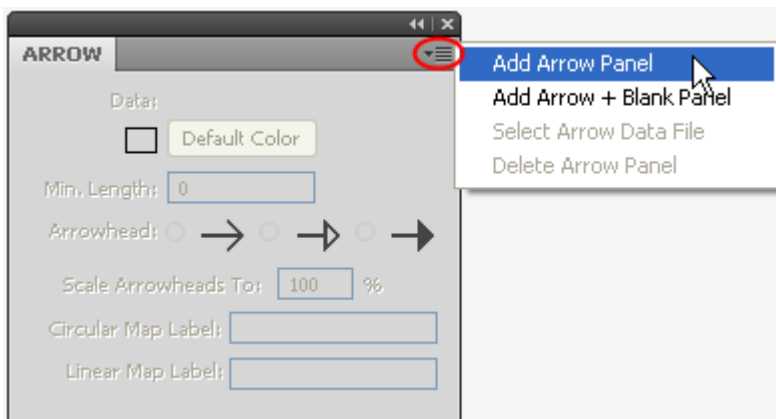 ARROW
Add Arrow Panel
Add Arrow + Blank Panel
Select Arrow Data File
Delete Arrow Panel
Data:
Default Color
Min. Length: 0
Arrowhead:
Scale Arrowheads To: 100 %
Circular Map Label:
Linear Map Label: